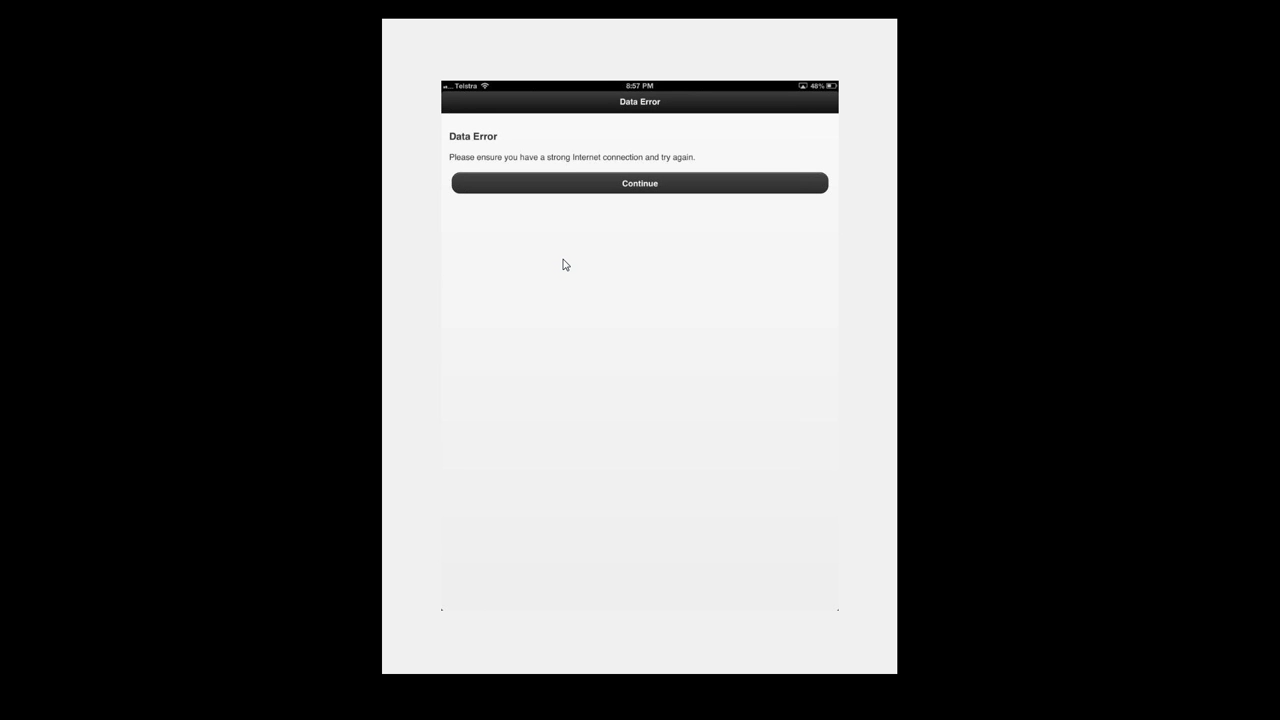 Telstra 8:57 PM 48%
Data Error
Data Error
Please ensure you have a strong Internet connection and try again.
Continue